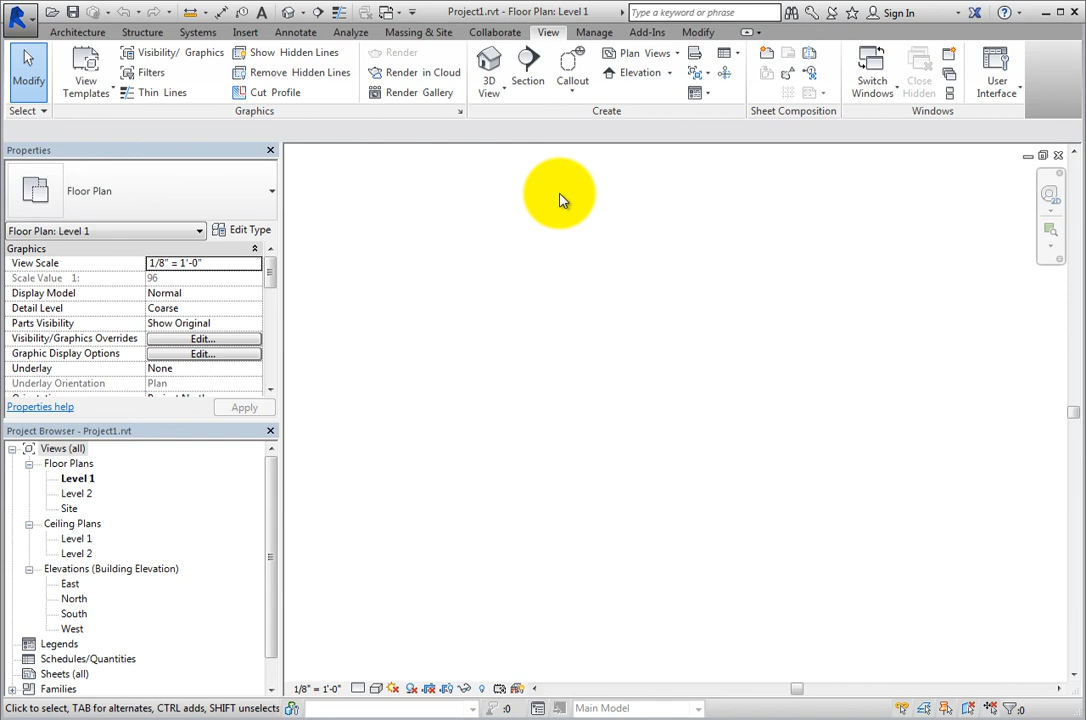 Project1.rvt - Floor Plan: Level 1
Type a keyword or phrase
Sign In
Architecture Structure Systems Insert Annotate Analyze Massing & Site Collaborate View Manage Add-Ins Modify
Modify
View Templates
Visibility/ Graphics
Filters
Thin Lines
Show Hidden Lines
Remove Hidden Lines
Cut Profile
Render
Render in Cloud
Render Gallery
3D View
Section
Callout
Plan Views
Elevation
Switch Windows
Close Hidden
User Interface
Select Graphics Create Sheet Composition Windows
Properties
Floor Plan
Floor Plan: Level 1 Edit Type
Graphics
View Scale 1/8" = 1'-0"
Scale Value 1: 96
Display Model Normal
Detail Level Coarse
Parts Visibility Show Original
Visibility/Graphics Overrides Edit...
Graphic Display Options Edit...
Underlay None
Underlay Orientation Plan
Properties help Apply
Project Browser - Project1.rvt
Views (all)
Floor Plans
Level 1
Level 2
Site
Ceiling Plans
Level 1
Level 2
Elevations (Building Elevation)
East
North
South
West
Legends
Schedules/Quantities
Sheets (all)
Families
2D
1/8" = 1'-0"
Click to select, TAB for alternates, CTRL adds, SHIFT unselects
:0
Main Model
:0